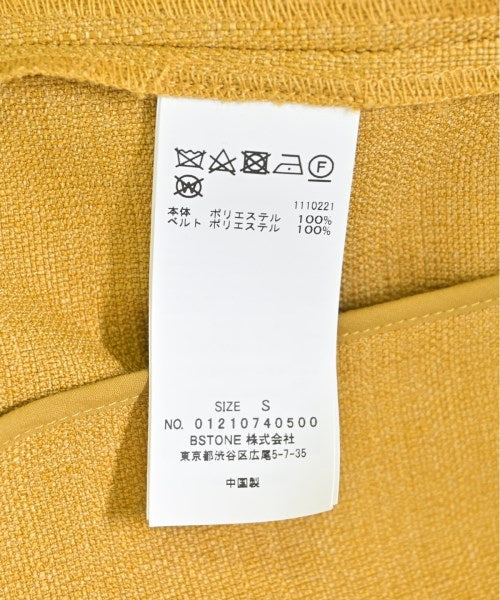 F
W
1110221
本体 ポリエステル 100%
ベルト ポリエステル 100%
SIZE S
NO. 01210740500
BSTONE 株式会社
東京都渋谷区広尾5-7-35
中国製